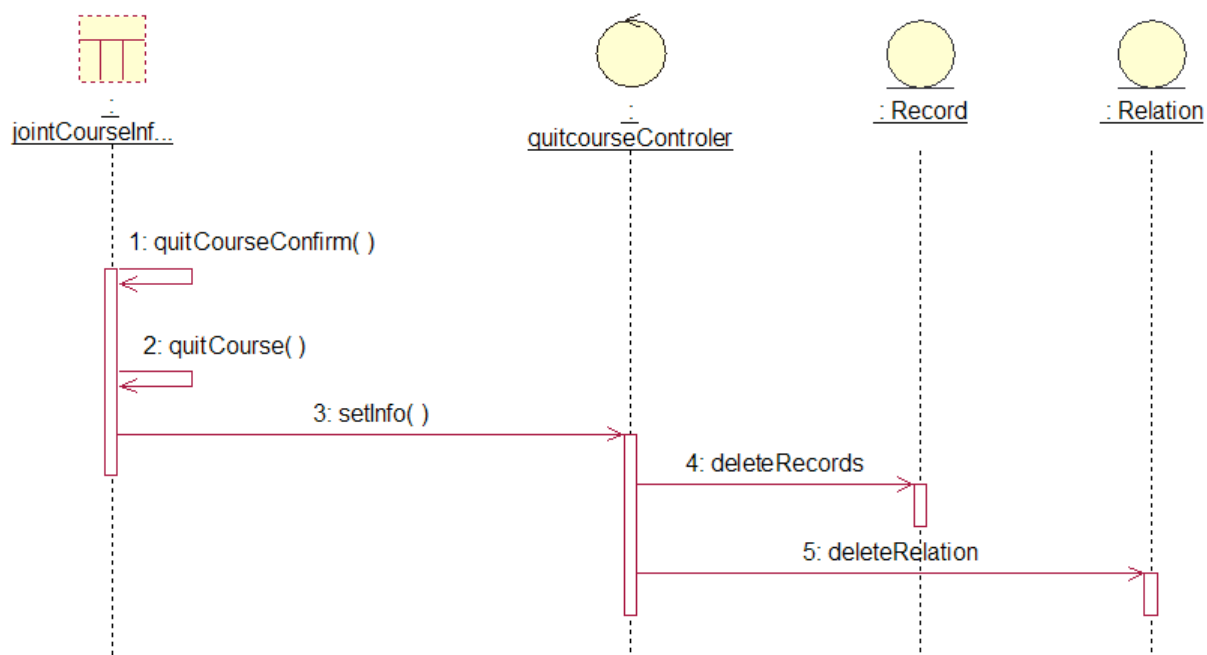 :
jointCourseInf...
:
quitcourseControler
: Record
: Relation
1: quitCourseConfirm( )
2: quitCourse( )
3: setInfo( )
4: deleteRecords
5: deleteRelation